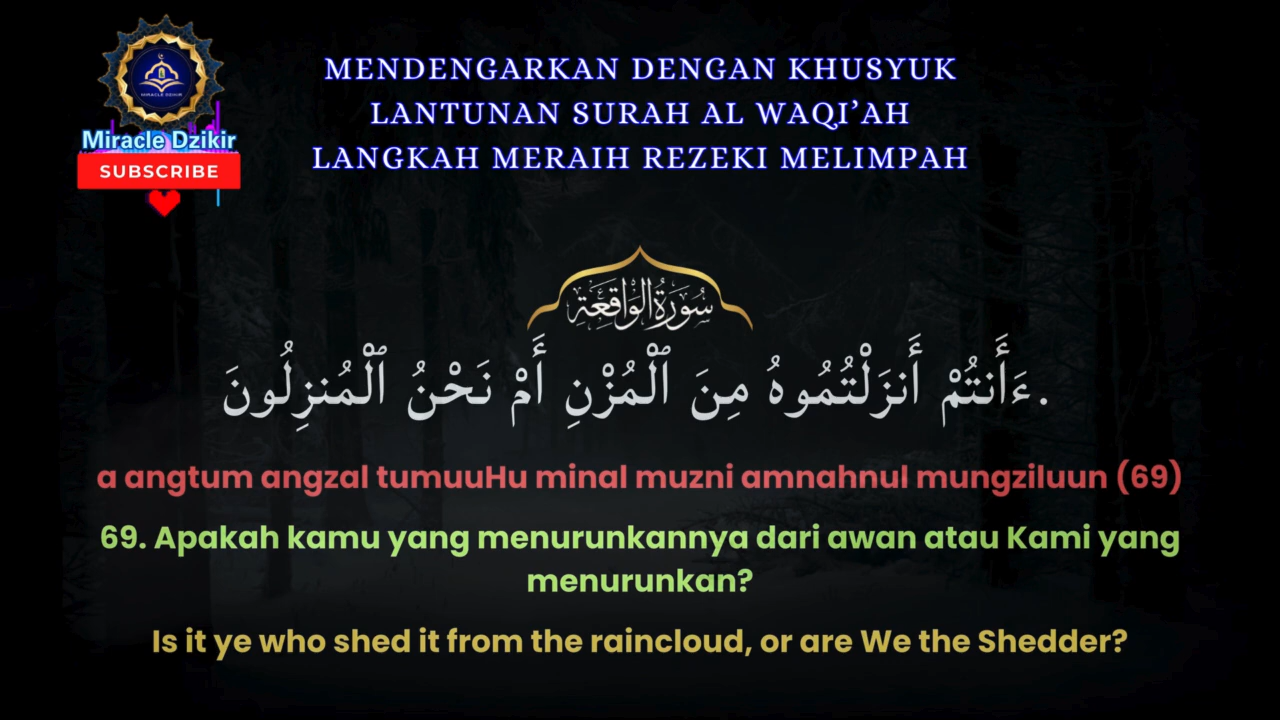 MIRACLE DZIKIR
Miracle Dzikir
SUBSCRIBE
MENDENGARKAN DENGAN KHUSYUK
LANTUNAN SURAH AL WAQI’AH
LANGKAH MERAIH REZEKI MELIMPAH
سُورَةُ الْوَاقِعَةِ
ءَأَنتُمْ أَنزَلْتُمُوهُ مِنَ ٱلْمُزْنِ أَمْ نَحْنُ ٱلْمُنزِلُونَ.
a angtum angzal tumuuHu minal muzni amnahnul mungziluun (69)
69. Apakah kamu yang menurunkannya dari awan atau Kami yang
menurunkan?
Is it ye who shed it from the raincloud, or are We the Shedder?